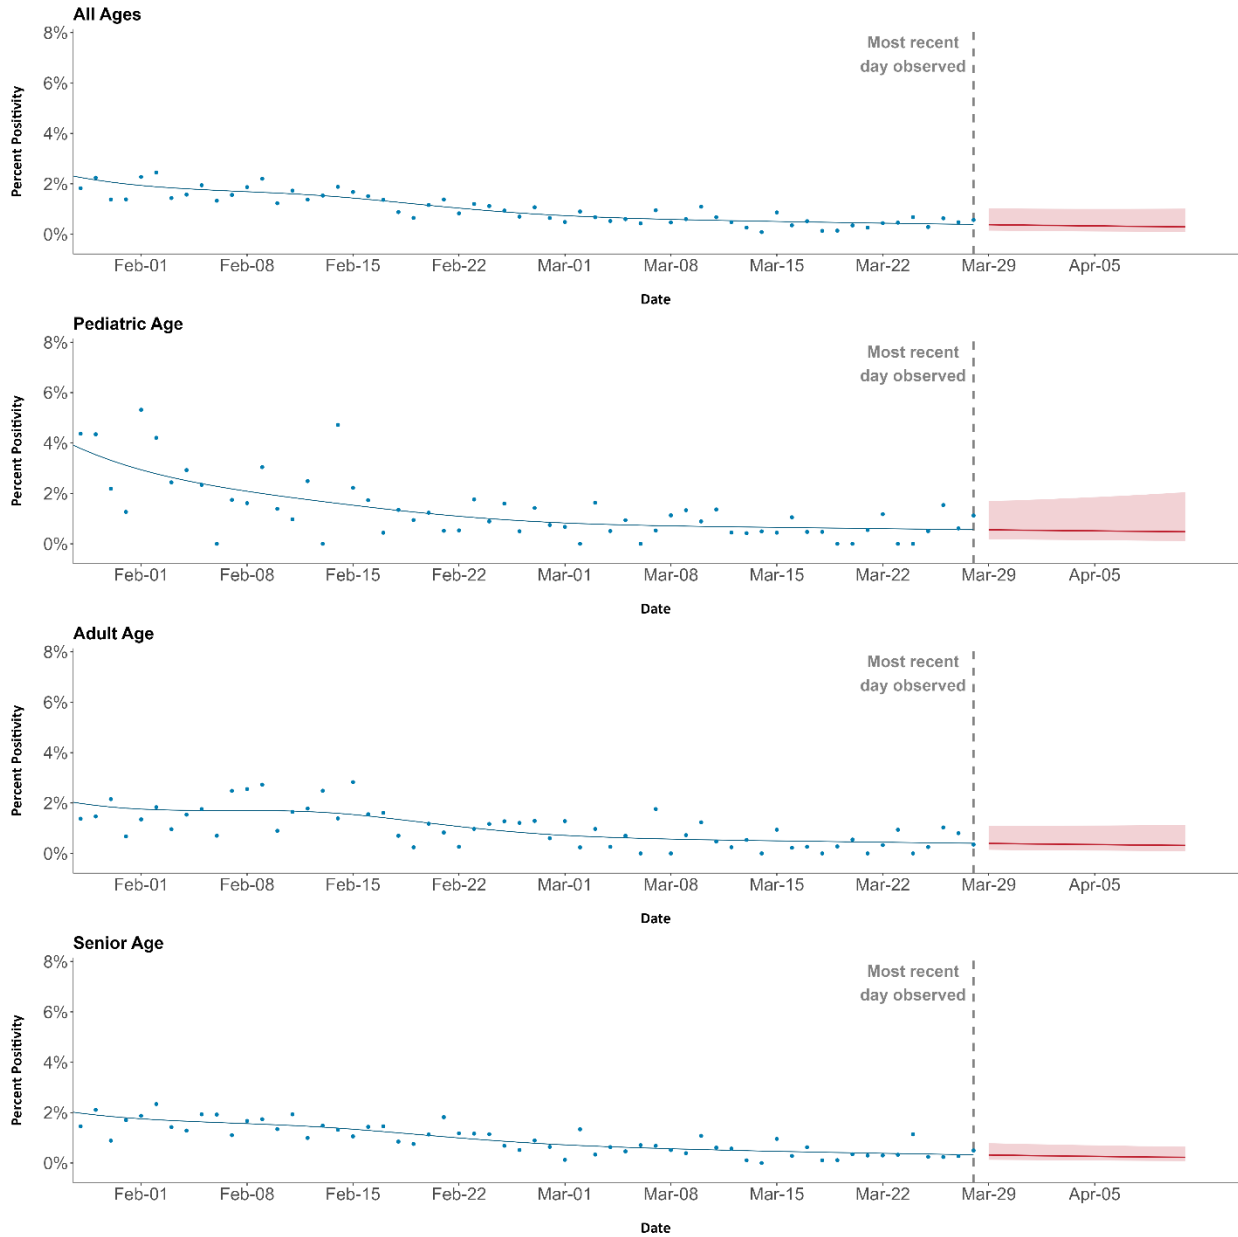 All Ages
Percent Positivity
8%
6%
4%
2%
0%
Most recent
day observed
Feb-01 Feb-08 Feb-15 Feb-22 Mar-01 Mar-08 Mar-15 Mar-22 Mar-29 Apr-05
Date
Pediatric Age
Percent Positivity
8%
6%
4%
2%
0%
Most recent
day observed
Feb-01 Feb-08 Feb-15 Feb-22 Mar-01 Mar-08 Mar-15 Mar-22 Mar-29 Apr-05
Date
Adult Age
Percent Positivity
8%
6%
4%
2%
0%
Most recent
day observed
Feb-01 Feb-08 Feb-15 Feb-22 Mar-01 Mar-08 Mar-15 Mar-22 Mar-29 Apr-05
Date
Senior Age
Percent Positivity
8%
6%
4%
2%
0%
Most recent
day observed
Feb-01 Feb-08 Feb-15 Feb-22 Mar-01 Mar-08 Mar-15 Mar-22 Mar-29 Apr-05
Date